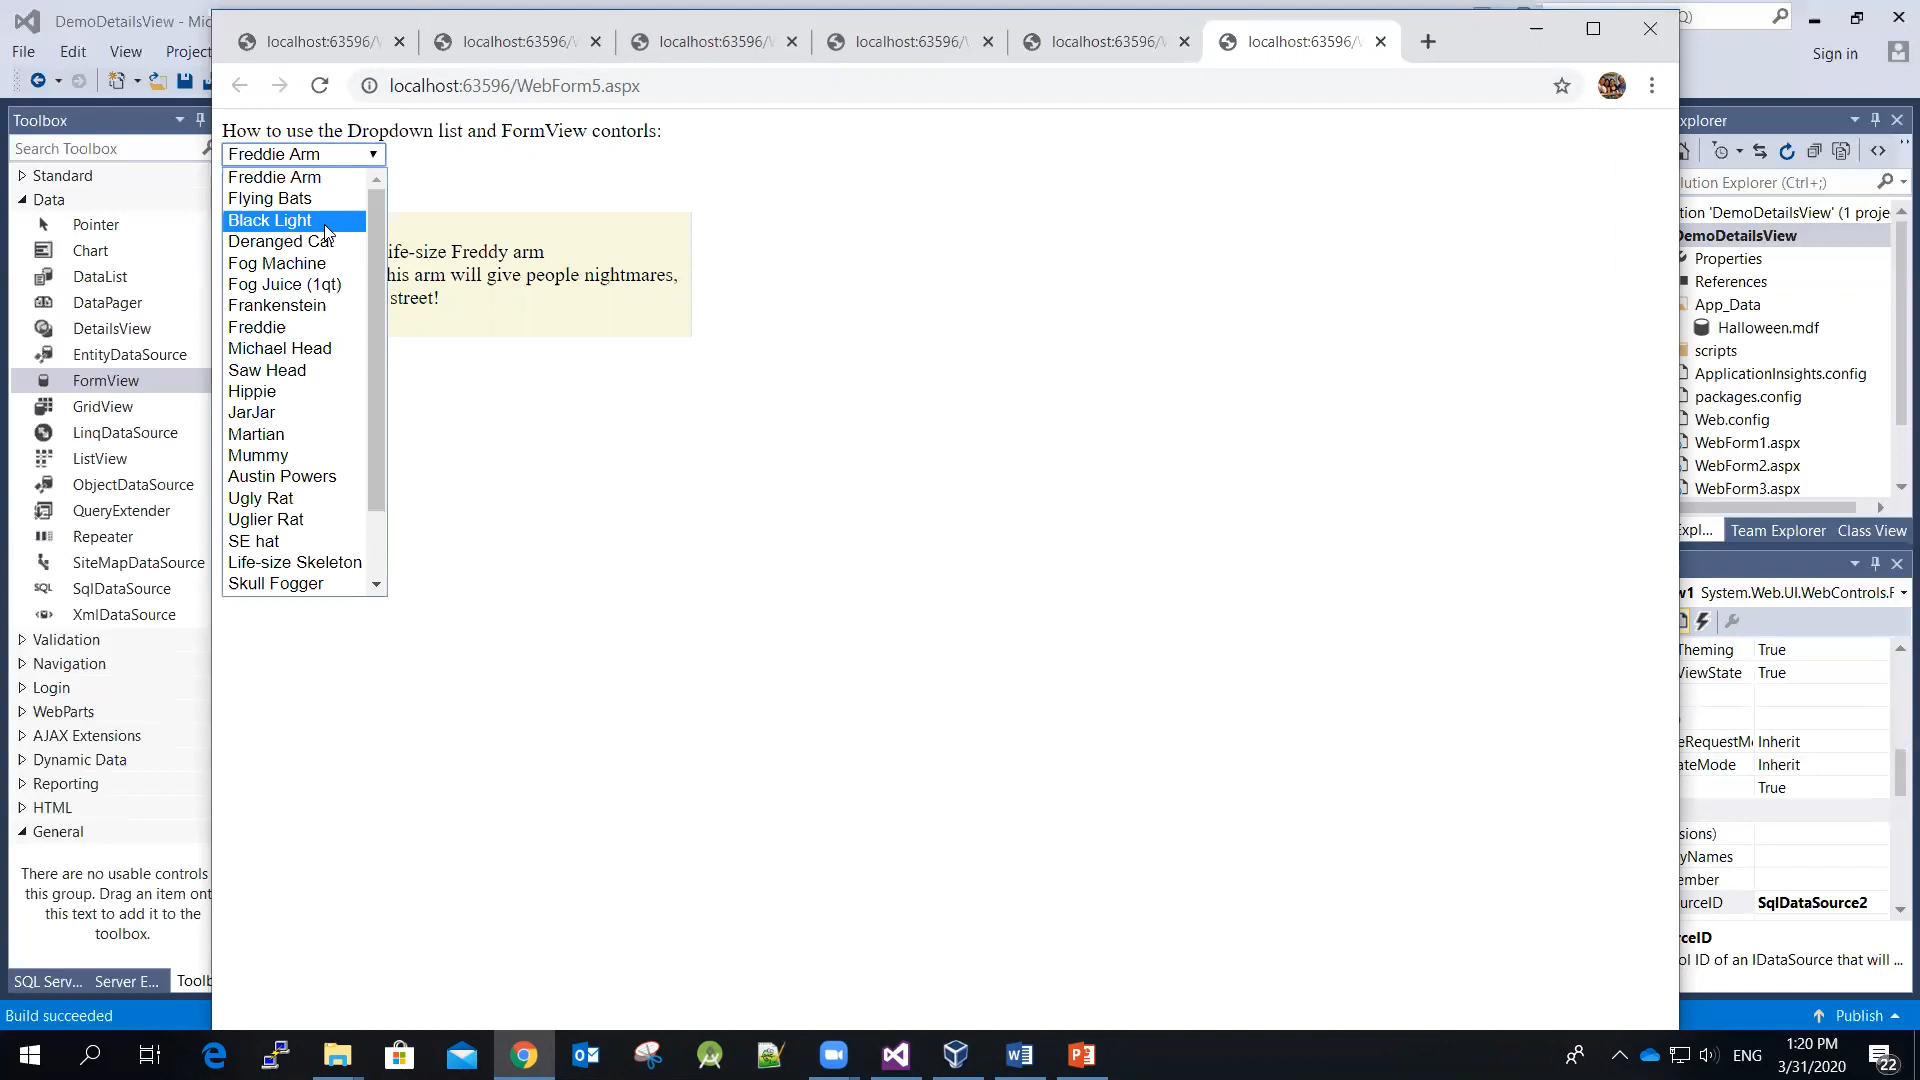 DemoDetailsView - Mic
Sign in
File Edit View Project
localhost:63596/ localhost:63596/ localhost:63596/ localhost:63596/ localhost:63596/ localhost:63596/
localhost:63596/WebForm5.aspx
Toolbox
Search Toolbox
Standard
Data
Pointer
Chart
DataList
DataPager
DetailsView
EntityDataSource
FormView
GridView
LinqDataSource
ListView
ObjectDataSource
QueryExtender
Repeater
SiteMapDataSource
SQL SqlDataSource
XmlDataSource
Validation
Navigation
Login
WebParts
AJAX Extensions
Dynamic Data
Reporting
HTML
General
There are no usable controls
this group. Drag an item ont
this text to add it to the
toolbox.
SQL Serv... Server E... Toolb
Build succeeded
How to use the Dropdown list and FormView contorls:
Freddie Arm
Freddie Arm
Flying Bats
Black Light
Deranged Cat
Fog Machine
Fog Juice (1qt)
Frankenstein
Freddie
Michael Head
Saw Head
Hippie
JarJar
Martian
Mummy
Austin Powers
Ugly Rat
Uglier Rat
SE hat
Life-size Skeleton
Skull Fogger
ife-size Freddy arm
his arm will give people nightmares,
street!
xplorer
lution Explorer (Ctrl+;)
tion 'DemoDetailsView' (1 proje
DemoDetailsView
Properties
References
App_Data
Halloween.mdf
scripts
ApplicationInsights.config
packages.config
Web.config
WebForm1.aspx
WebForm2.aspx
WebForm3.aspx
Expl... Team Explorer Class View
w1 System.Web.UI.WebControls.F
Theming True
ViewState True
eRequestMo Inherit
ateMode Inherit
True
sions)
yNames
ember
urceID SqlDataSource2
rceID
ol ID of an IDataSource that will ...
Publish
ENG
1:20 PM
3/31/2020
22